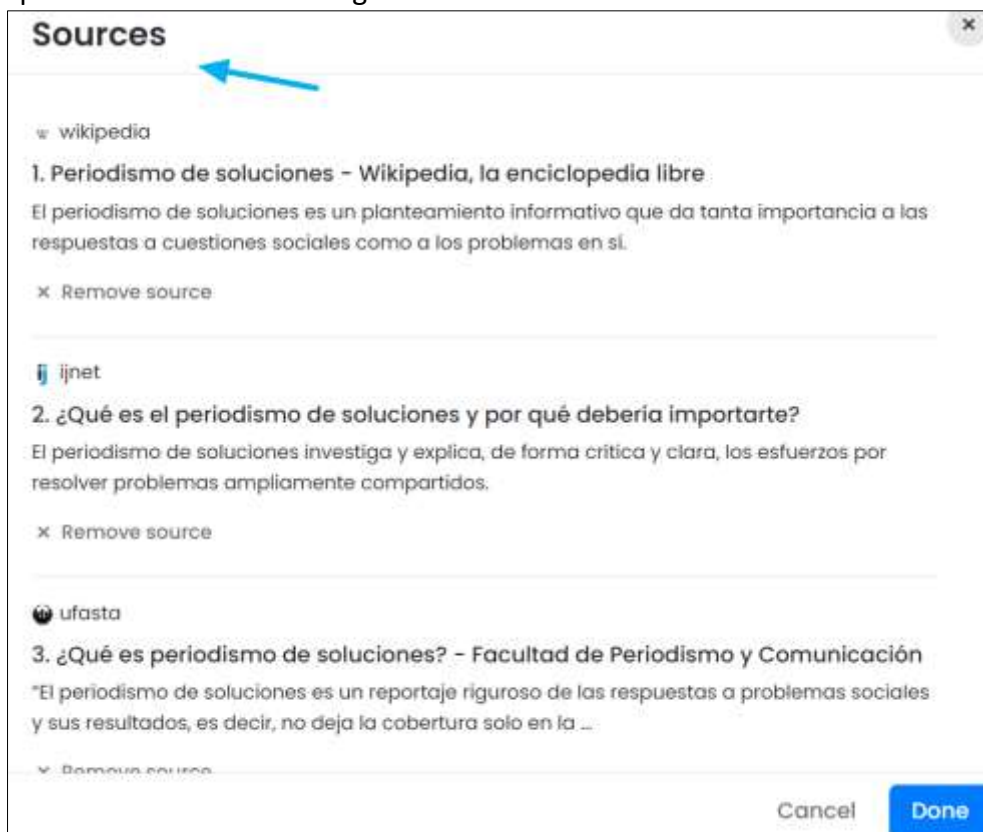 Sources
×
w wikipedia
1. Periodismo de soluciones - Wikipedia, la enciclopedia libre
El periodismo de soluciones es un planteamiento informativo que da tanta importancia a las
respuestas a cuestiones sociales como a los problemas en sí.
× Remove source
ij ijnet
2. ¿Qué es el periodismo de soluciones y por qué debería importarte?
El periodismo de soluciones investiga y explica, de forma crítica y clara, los esfuerzos por
resolver problemas ampliamente compartidos.
× Remove source
ufasta
3. ¿Qué es periodismo de soluciones? - Facultad de Periodismo y Comunicación
"El periodismo de soluciones es un reportaje riguroso de las respuestas a problemas sociales
y sus resultados, es decir, no deja la cobertura solo en la ...
× Remove source
Cancel
Done